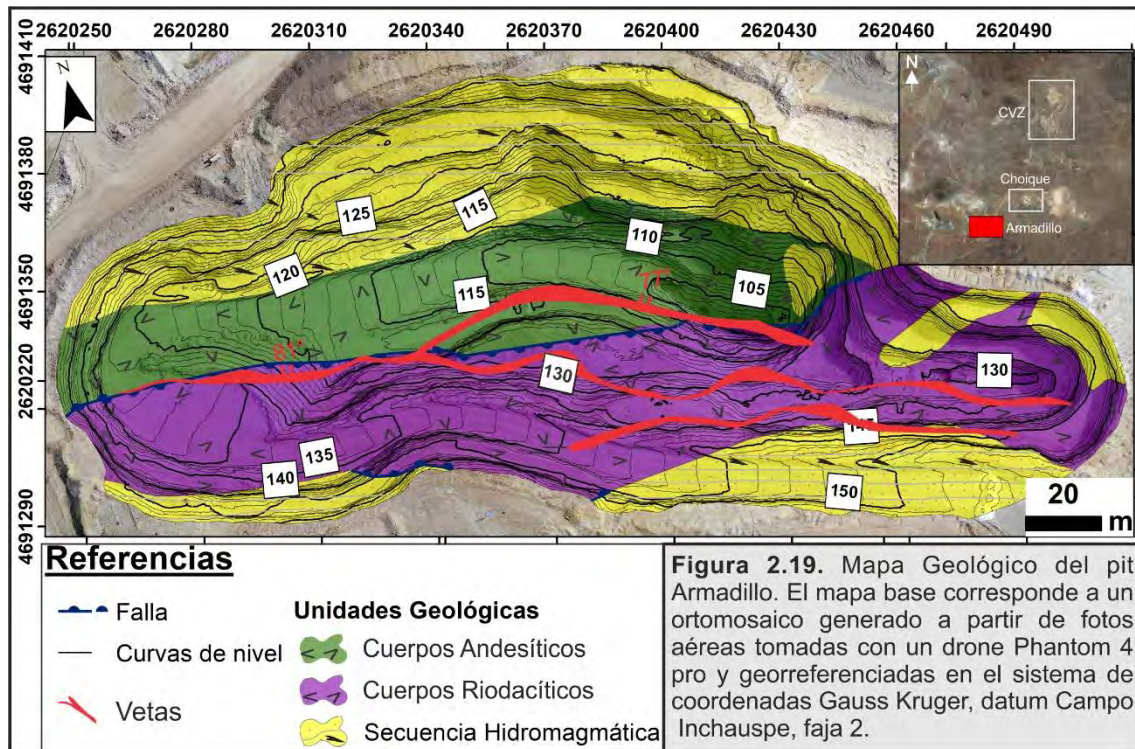 2620250 2620280 2620310 2620340 2620370 2620400 2620430 2620460 2620490
4691410
4691380
4691350
2620220
4691290
N
N
CVZ
Choique
Armadillo
125
115
120
110
115
105
77°
81°
130
130
135
140
145
150
20
m
Referencias
Falla
Curvas de nivel
Vetas
Unidades Geológicas
Cuerpos Andesíticos
Cuerpos Riodacíticos
Secuencia Hidromagmática
Figura 2.19. Mapa Geológico del pit
Armadillo. El mapa base corresponde a un
ortomosaico generado a partir de fotos
aéreas tomadas con un drone Phantom 4
pro y georreferenciadas en el sistema de
coordenadas Gauss Kruger, datum Campo
Inchauspe, faja 2.